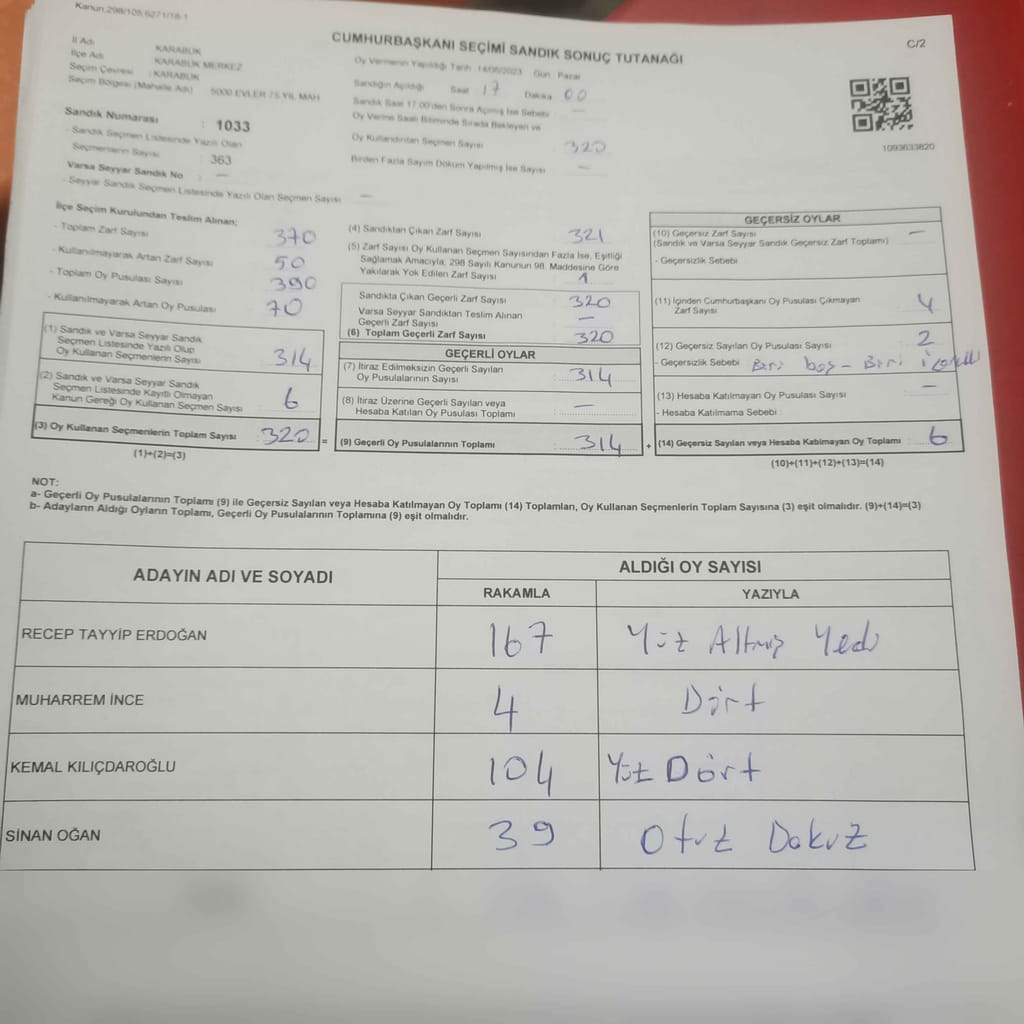 Kanun:298/105,6271/18-1
C/2
CUMHURBAŞKANI SEÇİMİ SANDIK SONUÇ TUTANAĞI
İl Adı KARABÜK
İlçe Adı KARABÜK MERKEZ
Seçim Çevresi : KARABÜK
Seçim Bölgesi (Mahalle Adı) 5000 EVLER 75.YIL MAH
Sandık Numarası : 1033
- Sandık Seçmen Listesinde Yazılı Olan
Seçmenlerin Sayısı : 363
Varsa Seyyar Sandık No —
- Seyyar Sandık Seçmen Listesinde Yazılı Olan Seçmen Sayısı —
Oy Vermenin Yapıldığı Tarih :14/05/2023 Gün : Pazar
Sandığın Açıldığı Saat 17 Dakika 00
Sandık Saat 17.00'den Sonra Açılmış İse Sebebi —
Oy Verme Saati Bitiminde Sırada Bekleyen ve
Oy Kullandırılan Seçmen Sayısı 320
Birden Fazla Sayım Döküm Yapılmış İse Sayısı —
1093633820
İlçe Seçim Kurulundan Teslim Alınan;
- Toplam Zarf Sayısı 370
- Kullanılmayarak Artan Zarf Sayısı 50
- Toplam Oy Pusulası Sayısı 390
- Kullanılmayarak Artan Oy Pusulası 70
(1) Sandık ve Varsa Seyyar Sandık
Seçmen Listesinde Yazılı Olup
Oy Kullanan Seçmenlerin Sayısı 314
(2) Sandık ve Varsa Seyyar Sandık
Seçmen Listesinde Kayıtlı Olmayan
Kanun Gereği Oy Kullanan Seçmen Sayısı 6
(3) Oy Kullanan Seçmenlerin Toplam Sayısı : 320 =
(1)+(2)=(3)
(4) Sandıktan Çıkan Zarf Sayısı 321
(5) Zarf Sayısı Oy Kullanan Seçmen Sayısından Fazla İse, Eşitliği
Sağlamak Amacıyla, 298 Sayılı Kanunun 98. Maddesine Göre
Yakılarak Yok Edilen Zarf Sayısı 1
Sandıkta Çıkan Geçerli Zarf Sayısı 320
Varsa Seyyar Sandıktan Teslim Alınan
Geçerli Zarf Sayısı —
(6) Toplam Geçerli Zarf Sayısı 320
GEÇERLİ OYLAR
(7) İtiraz Edilmeksizin Geçerli Sayılan
Oy Pusulalarının Sayısı 314
(8) İtiraz Üzerine Geçerli Sayılan veya
Hesaba Katılan Oy Pusulası Toplamı —
(9) Geçerli Oy Pusulalarının Toplamı 314 +
GEÇERSİZ OYLAR
(10) Geçersiz Zarf Sayısı —
(Sandık ve Varsa Seyyar Sandık Geçersiz Zarf Toplamı)
- Geçersizlik Sebebi
(11) İçinden Cumhurbaşkanı Oy Pusulası Çıkmayan
Zarf Sayısı 4
(12) Geçersiz Sayılan Oy Pusulası Sayısı 2
- Geçersizlik Sebebi Biri boş - Biri
(13) Hesaba Katılmayan Oy Pusulası Sayısı —
- Hesaba Katılmama Sebebi :
(14) Geçersiz Sayılan veya Hesaba Katılmayan Oy Toplamı : 6
(10)+(11)+(12)+(13)=(14)
NOT:
a- Geçerli Oy Pusulalarının Toplamı (9) ile Geçersiz Sayılan veya Hesaba Katılmayan Oy Toplamı (14) Toplamları, Oy Kullanan Seçmenlerin Toplam Sayısına (3) eşit olmalıdır. (9)+(14)=(3)
b- Adayların Aldığı Oyların Toplamı, Geçerli Oy Pusulalarının Toplamına (9) eşit olmalıdır.
ADAYIN ADI VE SOYADI
ALDIĞI OY SAYISI
RAKAMLA YAZIYLA
RECEP TAYYİP ERDOĞAN 167 Yüz Altmış Yedi
MUHARREM İNCE 4 Dört
KEMAL KILIÇDAROĞLU 104 Yüz Dört
SİNAN OĞAN 39 Otuz Dokuz